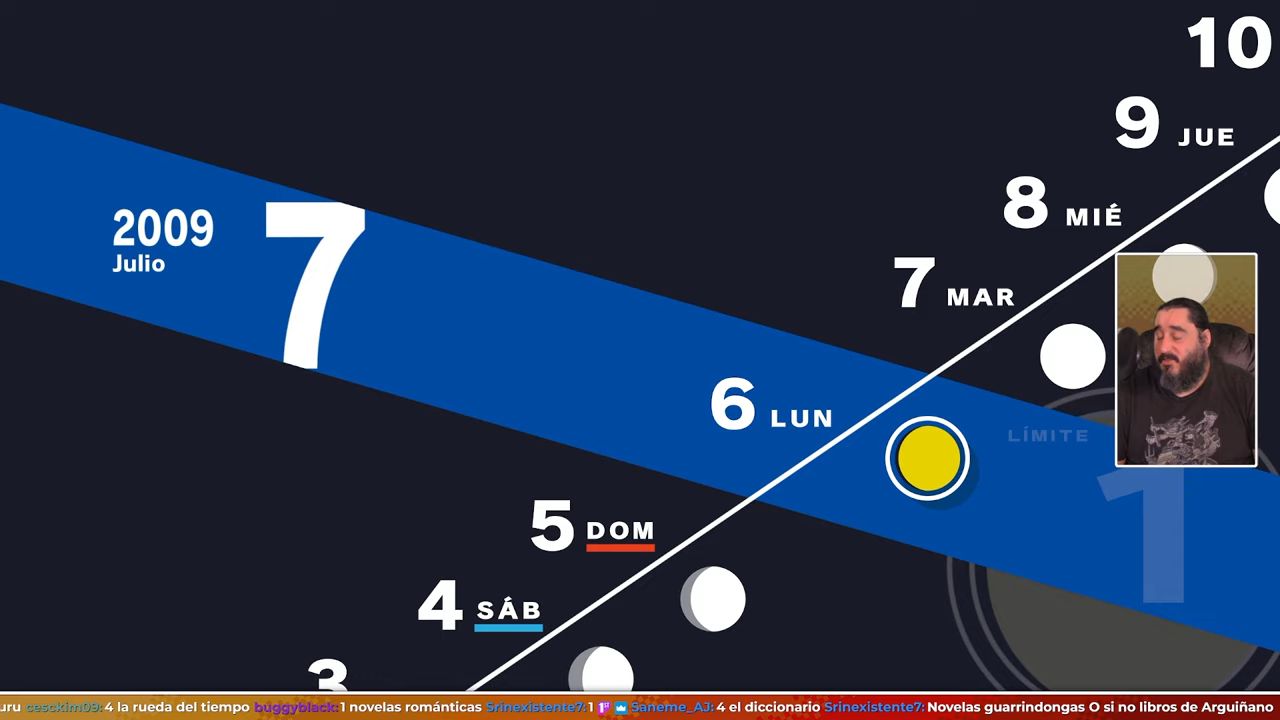 10
9 JUE
8 MIÉ
7 MAR
2009
Julio
7
6 LUN
LÍMITE
1
5 DOM
4 SÁB
3
uru cesckim09: 4 la rueda del tiempo buggyblack: 1 novelas románticas Srinexistente7: 1 Saneme_AJ: 4 el diccionario Srinexistente7: Novelas guarrindongas O si no libros de Arguiñano